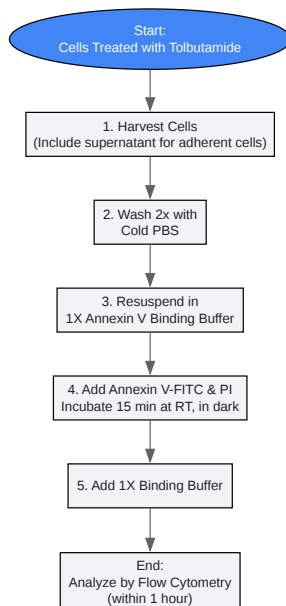 Start:
Cells Treated with Tolbutamide
1. Harvest Cells
(Include supernatant for adherent cells)
2. Wash 2x with
Cold PBS
3. Resuspend in
1X Annexin V Binding Buffer
4. Add Annexin V-FITC & PI
Incubate 15 min at RT, in dark
5. Add 1X Binding Buffer
End:
Analyze by Flow Cytometry
(within 1 hour)